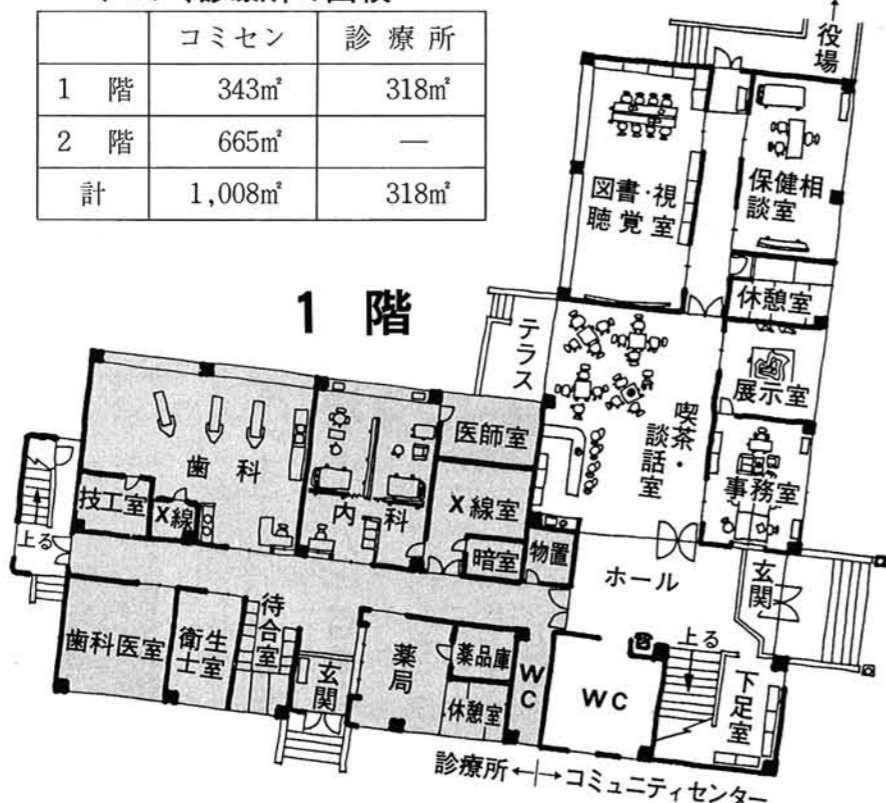 コミセン 診療所
1階 343㎡ 318㎡
2階 665㎡ —
計 1,008㎡ 318㎡
1階
←役場
図書・視
聴覚室
保健相
談室
休憩室
テラス
展示室
喫茶・
談話室
事務室
医師室
歯科
内科
X線室
技工室
X線
暗室
物置
ホール
玄関
上る
上る
歯科医室
衛生
士室
待合室
玄関
薬局
薬品庫
休憩室
WC
WC
下足室
診療所←→コミュニティセンター